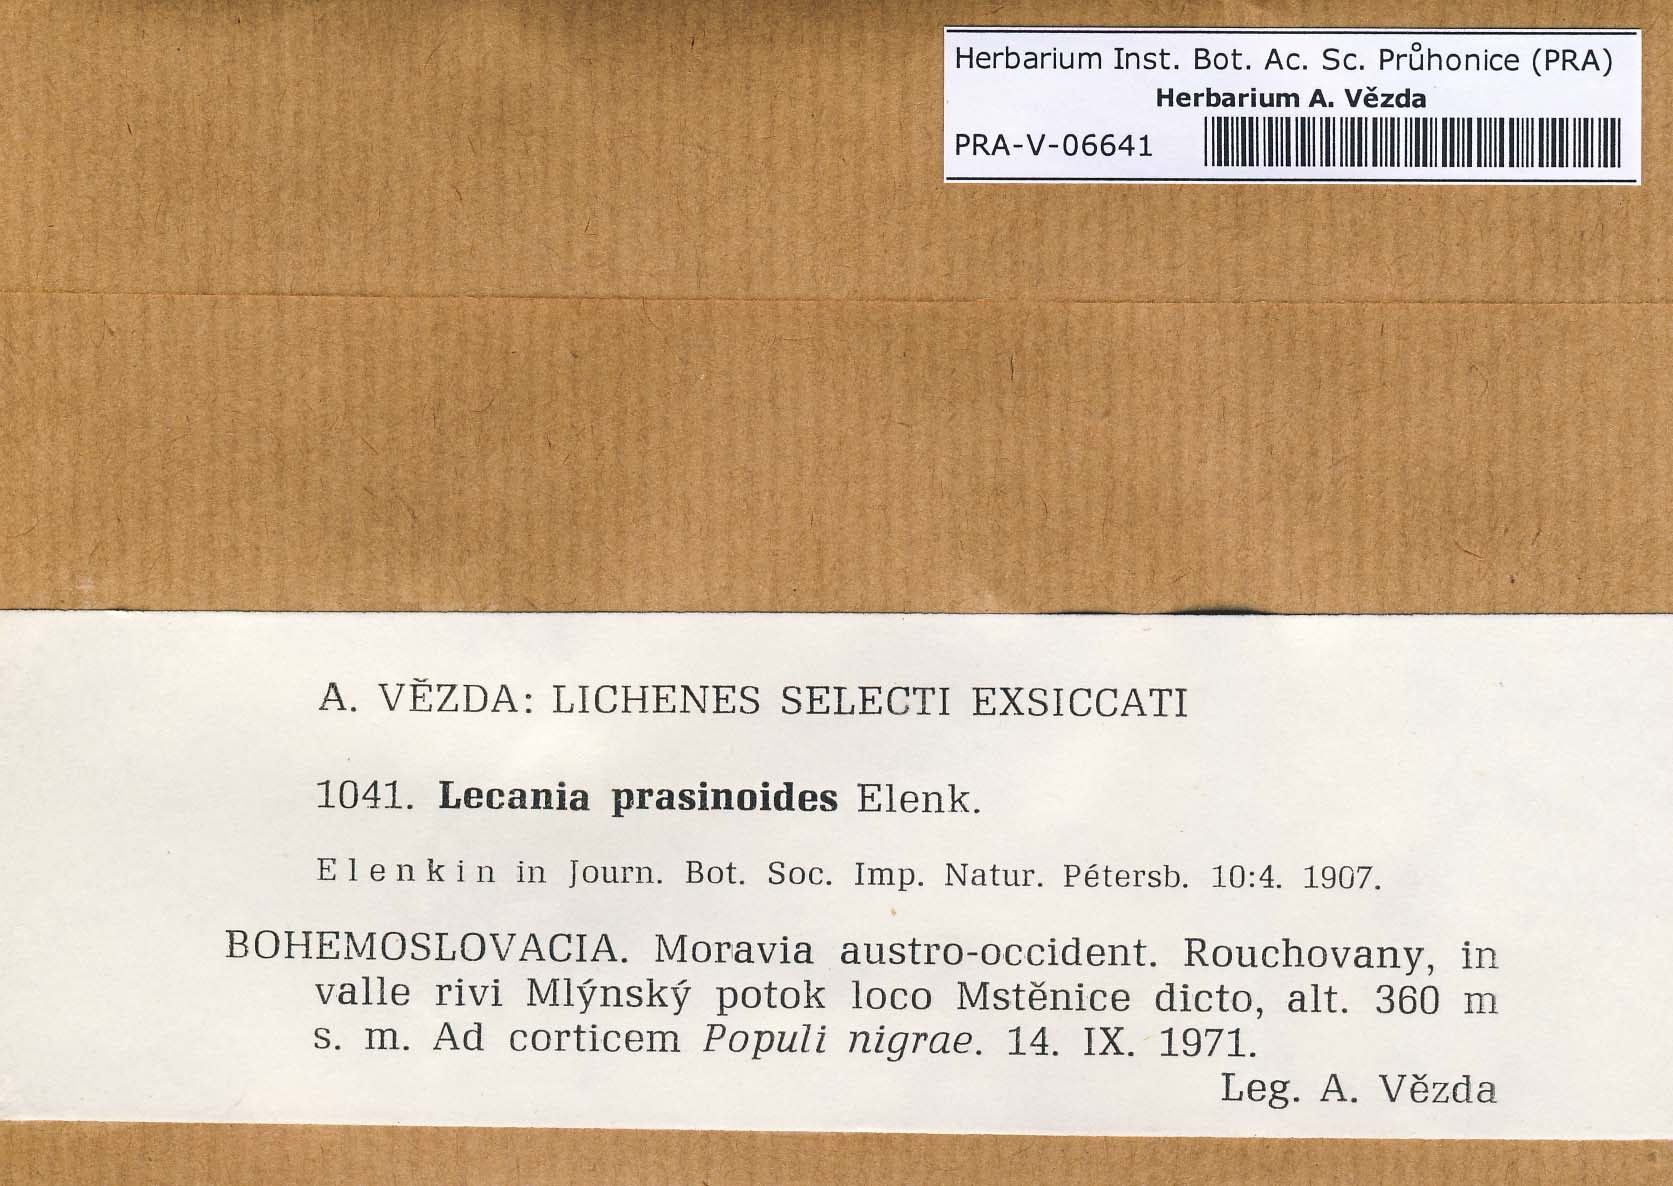 Herbarium Inst. Bot. Ac. Sc. Průhonice (PRA)
Herbarium A. Vězda
PRA-V-06641
A. VĚZDA: LICHENES SELECTI EXSICCATI
1041. Lecania prasinoides Elenk.
Elenkin in Journ. Bot. Soc. Imp. Natur. Pétersb. 10:4. 1907.
BOHEMOSLOVACIA. Moravia austro-occident. Rouchovany, in
valle rivi Mlýnský potok loco Mstěnice dicto, alt. 360 m
s. m. Ad corticem Populi nigrae. 14. IX. 1971.
Leg. A. Vězda